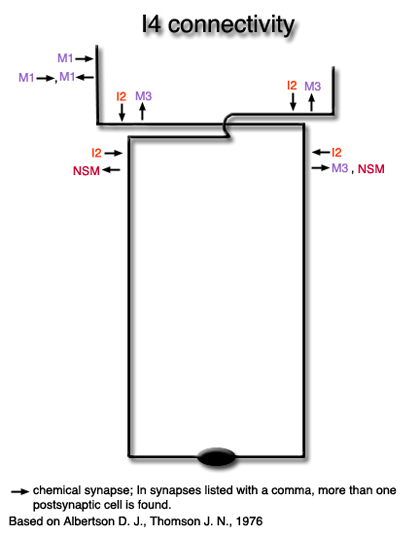 I4 connectivity
M1→
M1→,M1←
I2 M3
I2 M3
I2→
NSM←
←I2
→M3 , NSM
→ chemical synapse; In synapses listed with a comma, more than one
postsynaptic cell is found.
Based on Albertson D. J., Thomson J. N., 1976